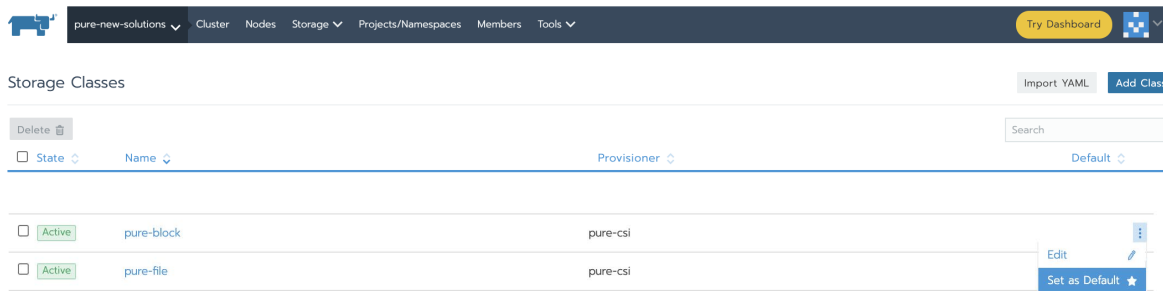 pure-new-solutions Cluster Nodes Storage Projects/Namespaces Members Tools Try Dashboard
Storage Classes Import YAML Add Clas
Delete Search
State Name Provisioner Default
Active pure-block pure-csi
Edit
Active pure-file pure-csi
Set as Default